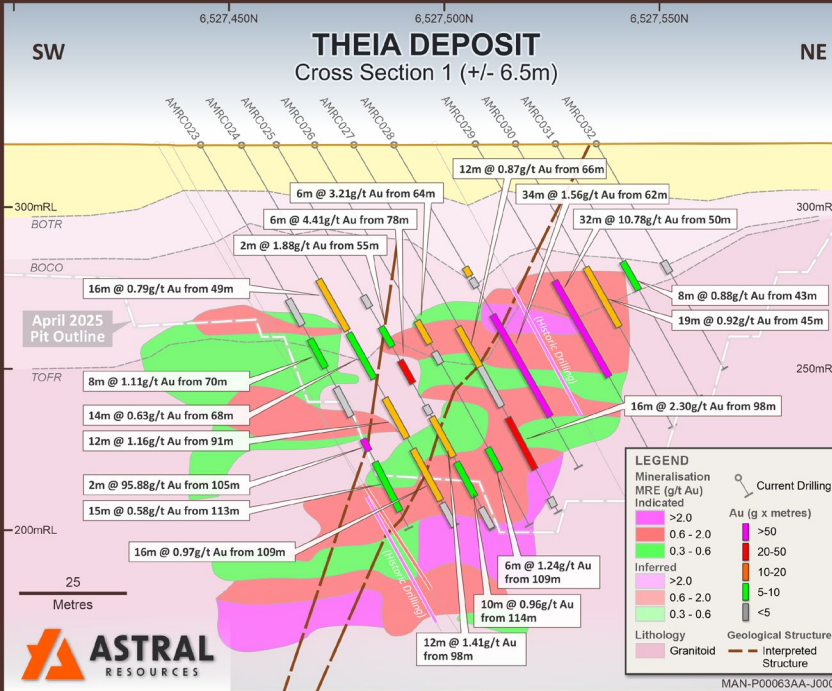 6,527,450N
6,527,500N
6,527,550N
SW
THEIA DEPOSIT
NE
Cross Section 1 (+/- 6.5m)
AMRC023
AMRC024
AMRC025
AMRC026
AMRC027
AMRC028
AMRC029
AMRC030
AMRC031
AMRC032
12m @ 0.87g/t Au from 66m
6m @ 3.21g/t Au from 64m
34m @ 1.56g/t Au from 62m
300mRL
300m
BOTR
6m @ 4.41g/t Au from 78m
32m @ 10.78g/t Au from 50m
2m @ 1.88g/t Au from 55m
BOCO
16m @ 0.79g/t Au from 49m
8m @ 0.88g/t Au from 43m
19m @ 0.92g/t Au from 45m
April 2025
Pit Outline
(Historic Drilling)
TOFR
250mR
8m @ 1.11g/t Au from 70m
14m @ 0.63g/t Au from 68m
16m @ 2.30g/t Au from 98m
12m @ 1.16g/t Au from 91m
2m @ 95.88g/t Au from 105m
15m @ 0.58g/t Au from 113m
200mRL
16m @ 0.97g/t Au from 109m
(Historic Drilling)
6m @ 1.24g/t Au
from 109m
10m @ 0.96g/t Au
from 114m
12m @ 1.41g/t Au
from 98m
25
Metres
ASTRAL
RESOURCES
LEGEND
Mineralisation
MRE (g/t Au)
Indicated
>2.0
0.6 - 2.0
0.3 - 0.6
Inferred
>2.0
0.6 - 2.0
0.3 - 0.6
Lithology
Granitoid
Current Drilling
Au (g x metres)
>50
20-50
10-20
5-10
<5
Geological Structure
Interpreted
Structure
MAN-P00063AA-J000